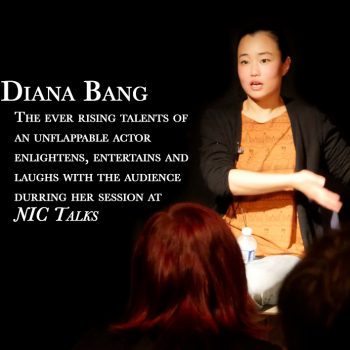 Diana Bang
The ever rising talents of
an unflappable actor
enlightens, entertains and
laughs with the audience
durring her session at
NIC Talks